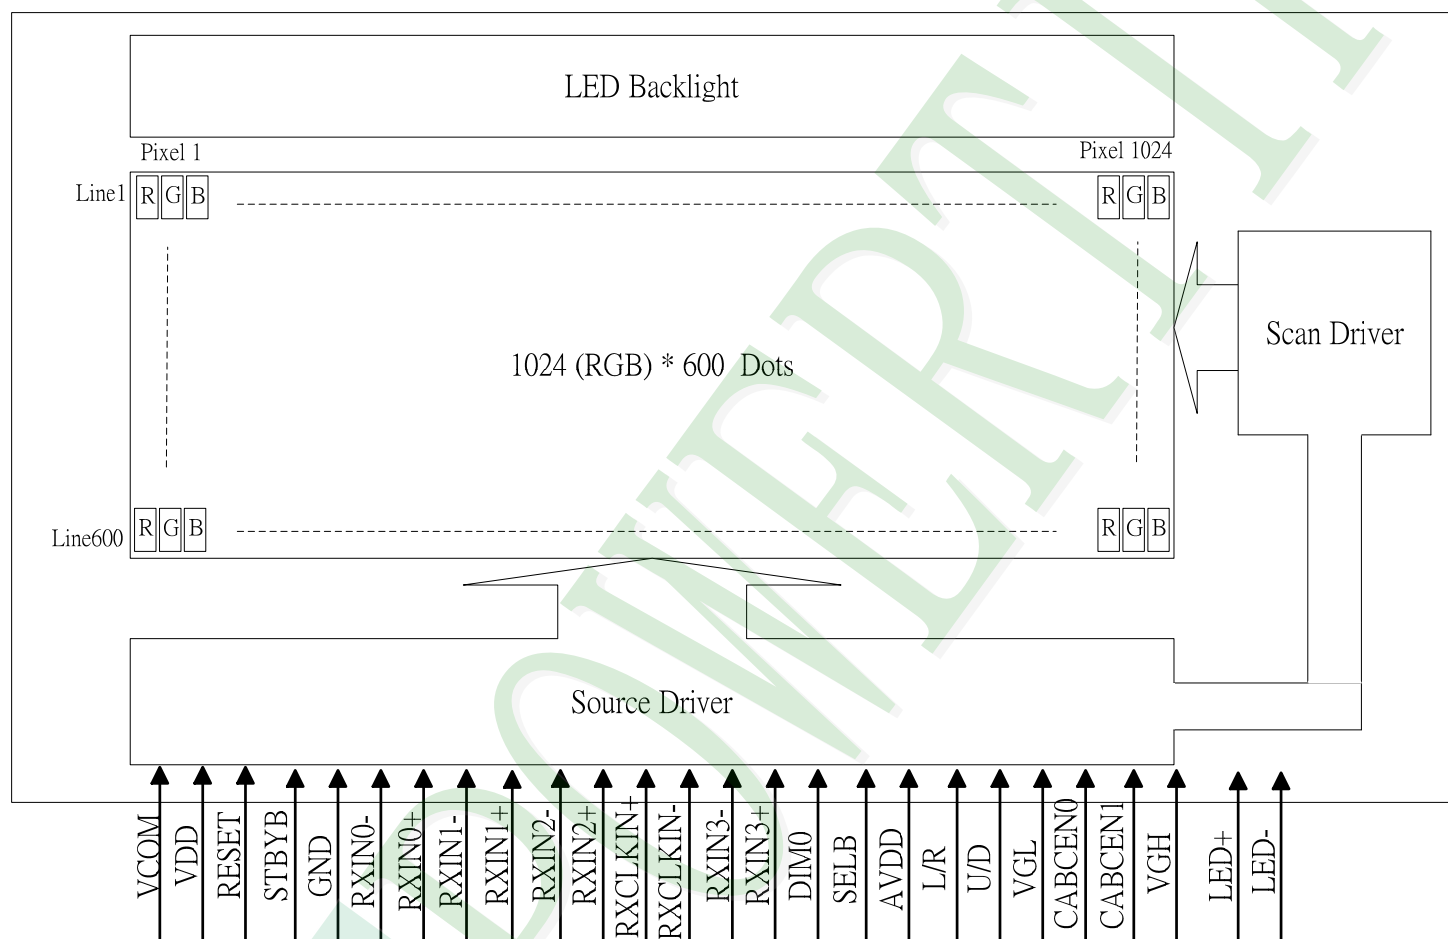 LED Backlight
Pixel 1
Pixel 1024
Line1
R G B
R G B
Scan Driver
1024 (RGB) * 600 Dots
Line600
R G B
R G B
Source Driver
VCOM
VDD
RESET
STBYB
GND
RXIN0-
RXIN0+
RXIN1-
RXIN1+
RXIN2-
RXIN2+
RXCLKIN+
RXCLKIN-
RXIN3-
RXIN3+
DIM0
SELB
AVDD
L/R
U/D
VGL
CABCEN0
CABCEN1
VGH
LED+
LED-